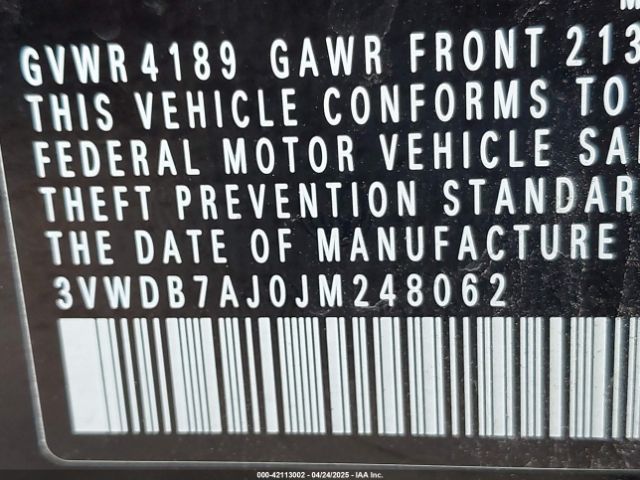 GVWR 4189 GAWR FRONT 213
THIS VEHICLE CONFORMS TO
FEDERAL MOTOR VEHICLE SA
THEFT PREVENTION STANDAR
THE DATE OF MANUFACTURE
3VWDB7AJ0JM248062
000-42113002 - 04/24/2025 - IAA Inc.